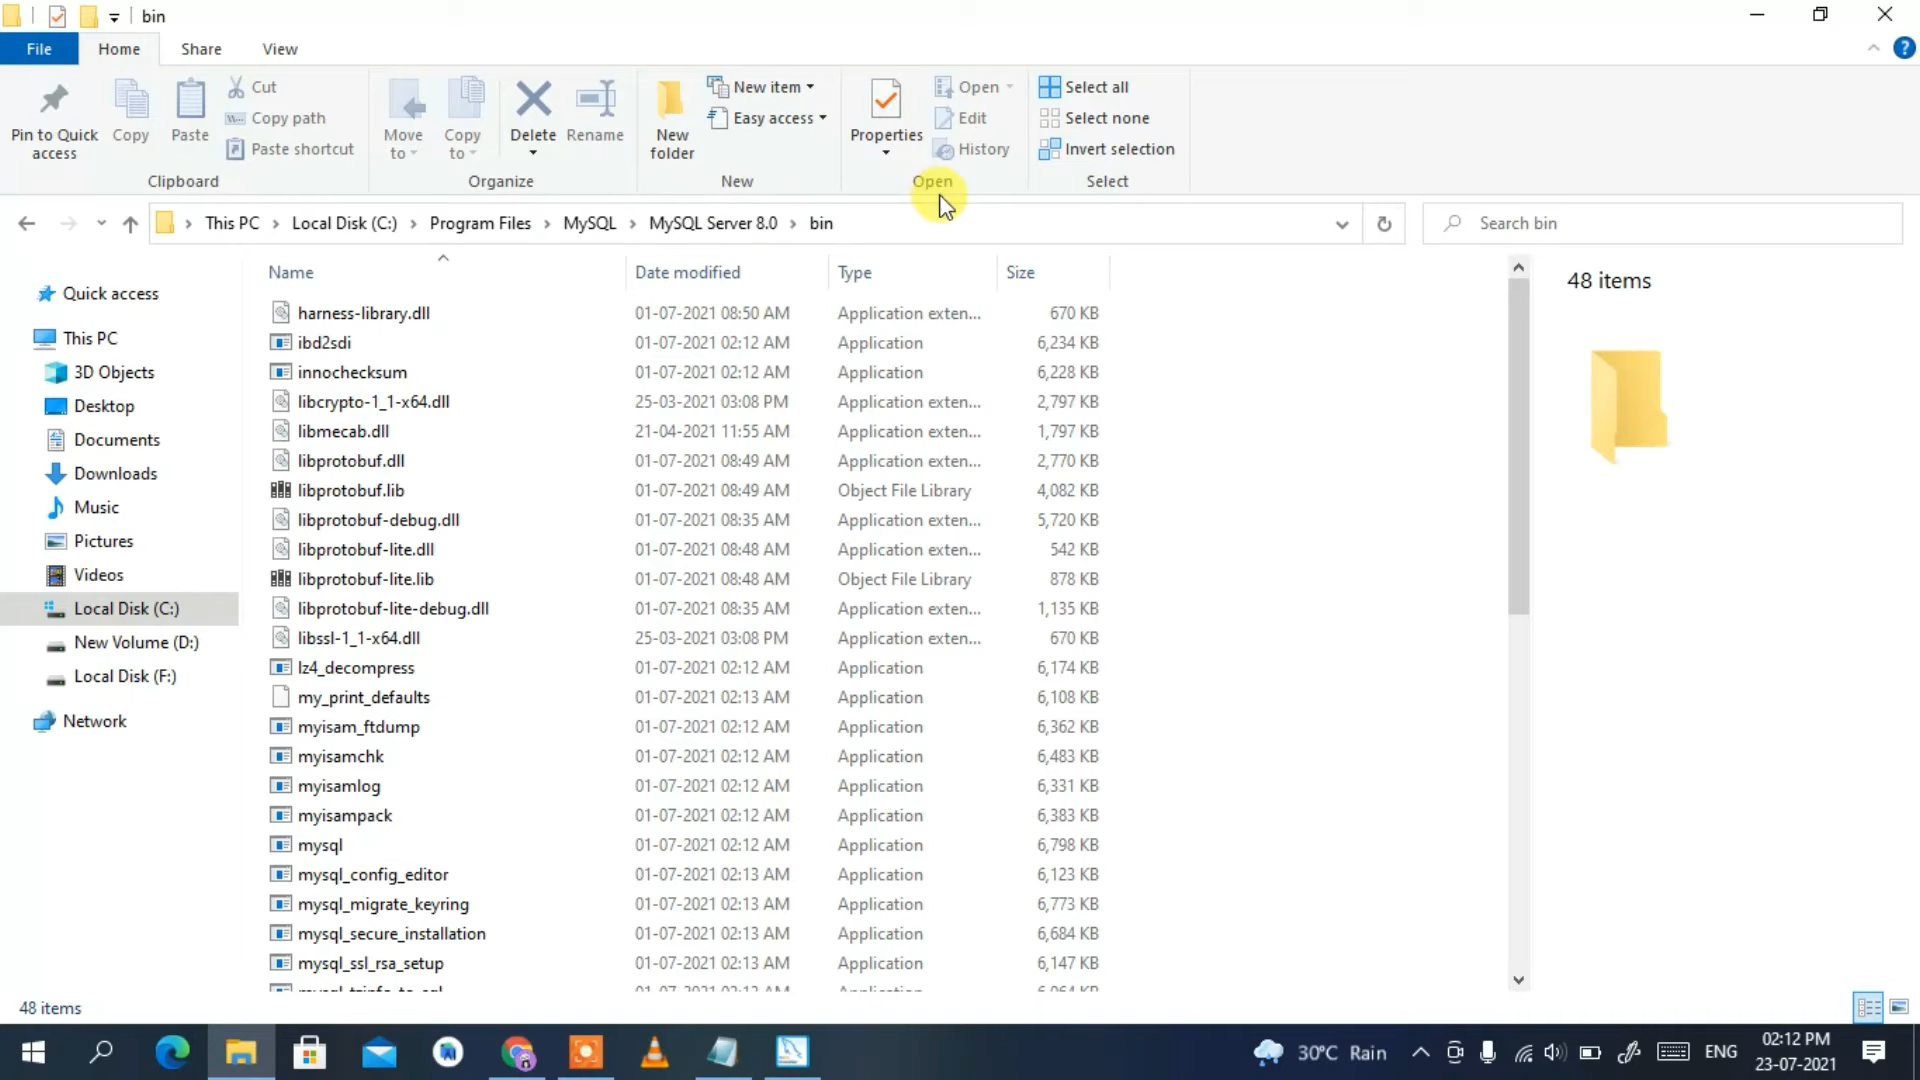 bin
File Home Share View
Pin to Quick access
Copy
Paste
Cut
Copy path
Paste shortcut
Clipboard
Move to
Copy to
Delete
Rename
Organize
New folder
New item
Easy access
New
Properties
Open
Edit
History
Open
Select all
Select none
Invert selection
Select
This PC Local Disk (C:) Program Files MySQL MySQL Server 8.0 bin
Search bin
Quick access
This PC
3D Objects
Desktop
Documents
Downloads
Music
Pictures
Videos
Local Disk (C:)
New Volume (D:)
Local Disk (F:)
Network
Name Date modified Type Size
harness-library.dll 01-07-2021 08:50 AM Application exten... 670 KB
ibd2sdi 01-07-2021 02:12 AM Application 6,234 KB
innochecksum 01-07-2021 02:12 AM Application 6,228 KB
libcrypto-1_1-x64.dll 25-03-2021 03:08 PM Application exten... 2,797 KB
libmecab.dll 21-04-2021 11:55 AM Application exten... 1,797 KB
libprotobuf.dll 01-07-2021 08:49 AM Application exten... 2,770 KB
libprotobuf.lib 01-07-2021 08:49 AM Object File Library 4,082 KB
libprotobuf-debug.dll 01-07-2021 08:35 AM Application exten... 5,720 KB
libprotobuf-lite.dll 01-07-2021 08:48 AM Application exten... 542 KB
libprotobuf-lite.lib 01-07-2021 08:48 AM Object File Library 878 KB
libprotobuf-lite-debug.dll 01-07-2021 08:35 AM Application exten... 1,135 KB
libssl-1_1-x64.dll 25-03-2021 03:08 PM Application exten... 670 KB
lz4_decompress 01-07-2021 02:12 AM Application 6,174 KB
my_print_defaults 01-07-2021 02:13 AM Application 6,108 KB
myisam_ftdump 01-07-2021 02:12 AM Application 6,362 KB
myisamchk 01-07-2021 02:12 AM Application 6,483 KB
myisamlog 01-07-2021 02:12 AM Application 6,331 KB
myisampack 01-07-2021 02:12 AM Application 6,383 KB
mysql 01-07-2021 02:12 AM Application 6,798 KB
mysql_config_editor 01-07-2021 02:13 AM Application 6,123 KB
mysql_migrate_keyring 01-07-2021 02:13 AM Application 6,773 KB
mysql_secure_installation 01-07-2021 02:13 AM Application 6,684 KB
mysql_ssl_rsa_setup 01-07-2021 02:13 AM Application 6,147 KB
48 items
48 items
30°C Rain
ENG
02:12 PM
23-07-2021